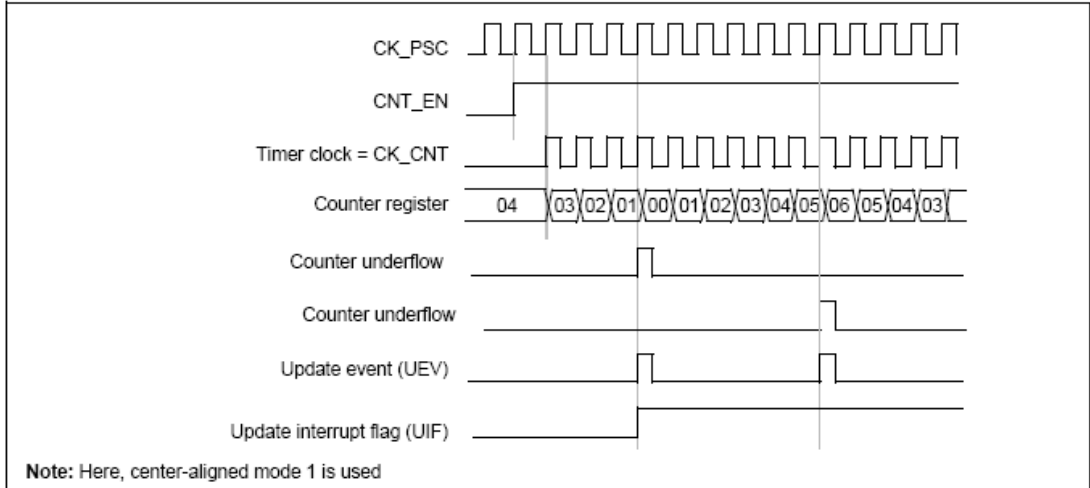 CK_PSC
CNT_EN
Timer clock = CK_CNT
Counter register 04 03 02 01 00 01 02 03 04 05 06 05 04 03
Counter underflow
Counter underflow
Update event (UEV)
Update interrupt flag (UIF)
Note: Here, center-aligned mode 1 is used